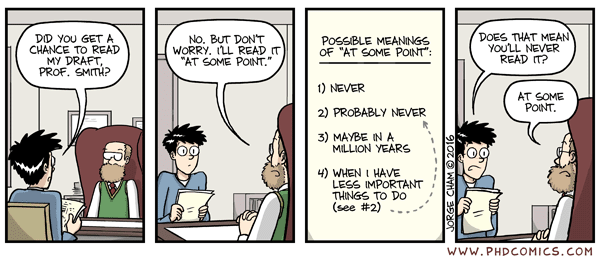 DID YOU GET A
CHANCE TO READ
MY DRAFT,
PROF. SMITH?
NO. BUT DON'T
WORRY. I'LL READ IT
"AT SOME POINT."
POSSIBLE MEANINGS
OF "AT SOME POINT":
1) NEVER
2) PROBABLY NEVER
3) MAYBE IN A
MILLION YEARS
4) WHEN I HAVE
LESS IMPORTANT
THINGS TO DO
(see #2)
DOES THAT MEAN
YOU'LL NEVER
READ IT?
AT SOME
POINT.
JORGE CHAM © 2016
WWW.PHDCOMICS.COM